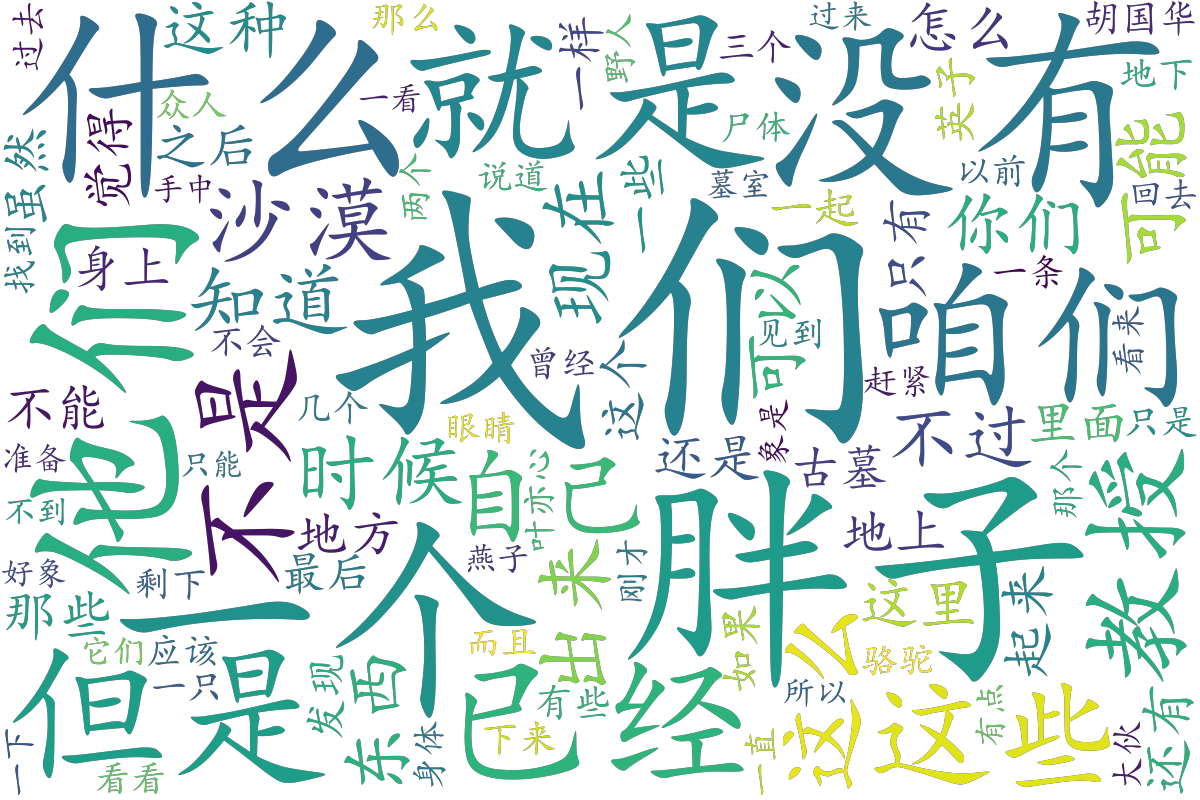 过去
什么
这种
那么
就是
一样
野人
三个
过来
没有
怎么
胡国华
地下
英子
众人
一看
尸体
可能
觉得
之后
手中
两个
说道
一些
墓室
以前
回去
虽然
找到
沙漠
现在
一起
只有
你们
他们
身上
知道
我们
可以
见到
咱们
一条
看来
不会
不是
曾经
这个
赶紧
不能
几个
眼睛
象是
不过
里面
只是
准备
只能
时候
自己
还是
古墓
那个
教授
不到
地方
叶亦心
胖子
地上
好象
剩下
最后
一个
燕子
出来
刚才
起来
那些
这里
它们
应该
但是
一只
发现
东西
而且
已经
有些
如果
这么
骆驼
所以
这些
有点
还有
一下
看看
身体
下来
一直
大伙